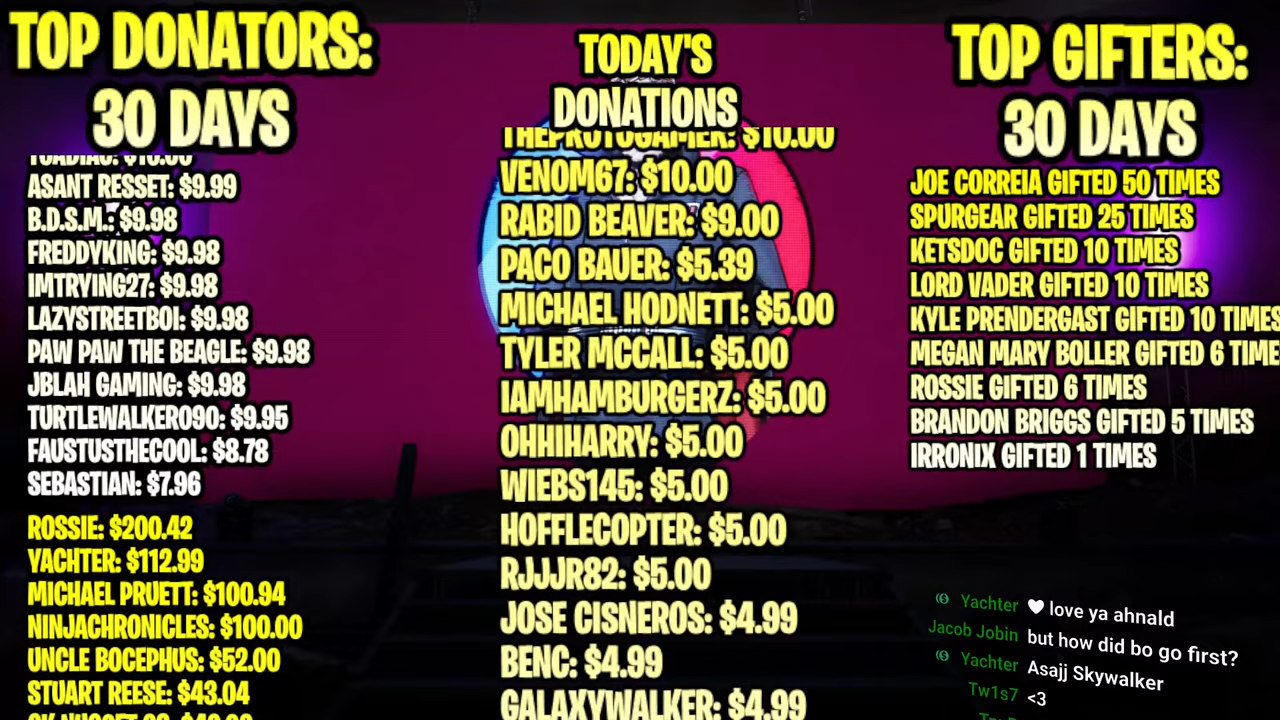 TOP DONATORS:
30 DAYS
ASANT RESSET: $9.99
B.D.S.M.: $9.98
FREDDYKING: $9.98
IMTRYING27: $9.98
LAZYSTREETBOI: $9.98
PAW PAW THE BEAGLE: $9.98
JBLAH GAMING: $9.98
TURTLEWALKER090: $9.95
FAUSTUSTHECOOL: $8.78
SEBASTIAN: $7.96
ROSSIE: $200.42
YACHTER: $112.99
MICHAEL PRUETT: $100.94
NINJACHRONICLES: $100.00
UNCLE BOCEPHUS: $52.00
STUART REESE: $43.04
TODAY'S
DONATIONS
THEPROTOGAMER: $10.00
VENOM67: $10.00
RABID BEAVER: $9.00
PACO BAUER: $5.39
MICHAEL HODNETT: $5.00
TYLER MCCALL: $5.00
IAMHAMBURGERZ: $5.00
OHHIHARRY: $5.00
WIEBS145: $5.00
HOFFLECOPTER: $5.00
RJJJR82: $5.00
JOSE CISNEROS: $4.99
BENC: $4.99
GALAXYWALKER: $4.99
TOP GIFTERS:
30 DAYS
JOE CORREIA GIFTED 50 TIMES
SPURGEAR GIFTED 25 TIMES
KETSDOC GIFTED 10 TIMES
LORD VADER GIFTED 10 TIMES
KYLE PRENDERGAST GIFTED 10 TIMES
MEGAN MARY BOLLER GIFTED 6 TIME
ROSSIE GIFTED 6 TIMES
BRANDON BRIGGS GIFTED 5 TIMES
IRRONIX GIFTED 1 TIMES
Yachter 🤍 love ya ahnald
Jacob Jobin but how did bo go first?
Yachter Asajj Skywalker
Tw1s7 <3